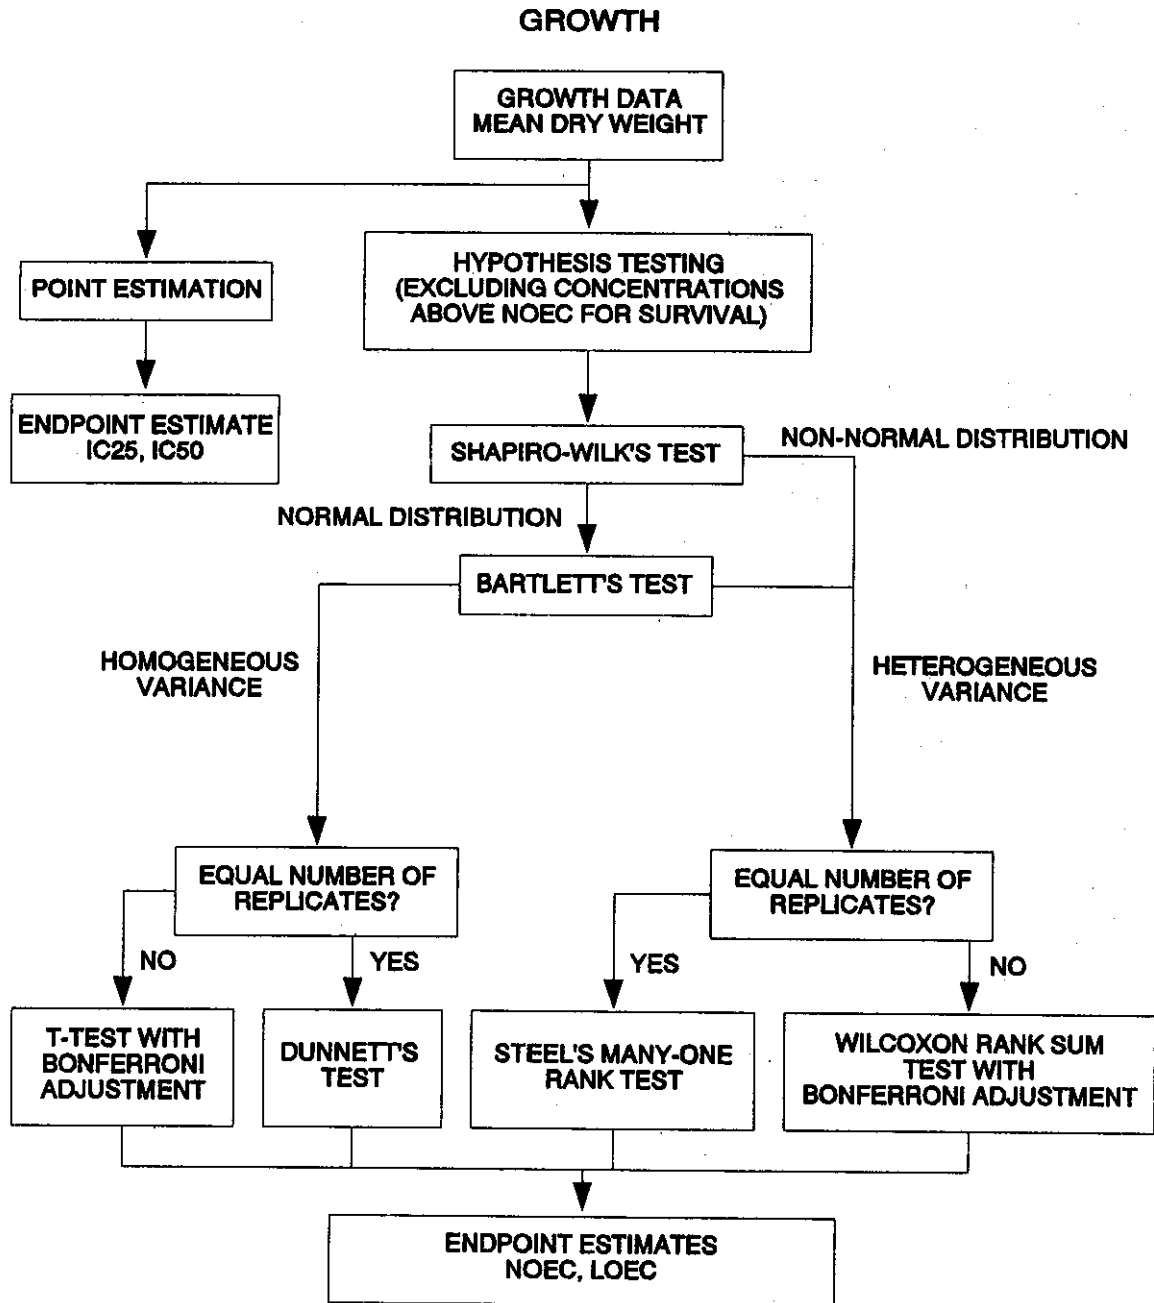 GROWTH
GROWTH DATA
MEAN DRY WEIGHT
POINT ESTIMATION
HYPOTHESIS TESTING
(EXCLUDING CONCENTRATIONS
ABOVE NOEC FOR SURVIVAL)
ENDPOINT ESTIMATE
IC25, IC50
SHAPIRO-WILK'S TEST
NON-NORMAL DISTRIBUTION
NORMAL DISTRIBUTION
BARTLETT'S TEST
HOMOGENEOUS
VARIANCE
HETEROGENEOUS
VARIANCE
EQUAL NUMBER OF
REPLICATES?
EQUAL NUMBER OF
REPLICATES?
NO
YES
YES
NO
T-TEST WITH
BONFERRONI
ADJUSTMENT
DUNNETT'S
TEST
STEEL'S MANY-ONE
RANK TEST
WILCOXON RANK SUM
TEST WITH
BONFERRONI ADJUSTMENT
ENDPOINT ESTIMATES
NOEC, LOEC